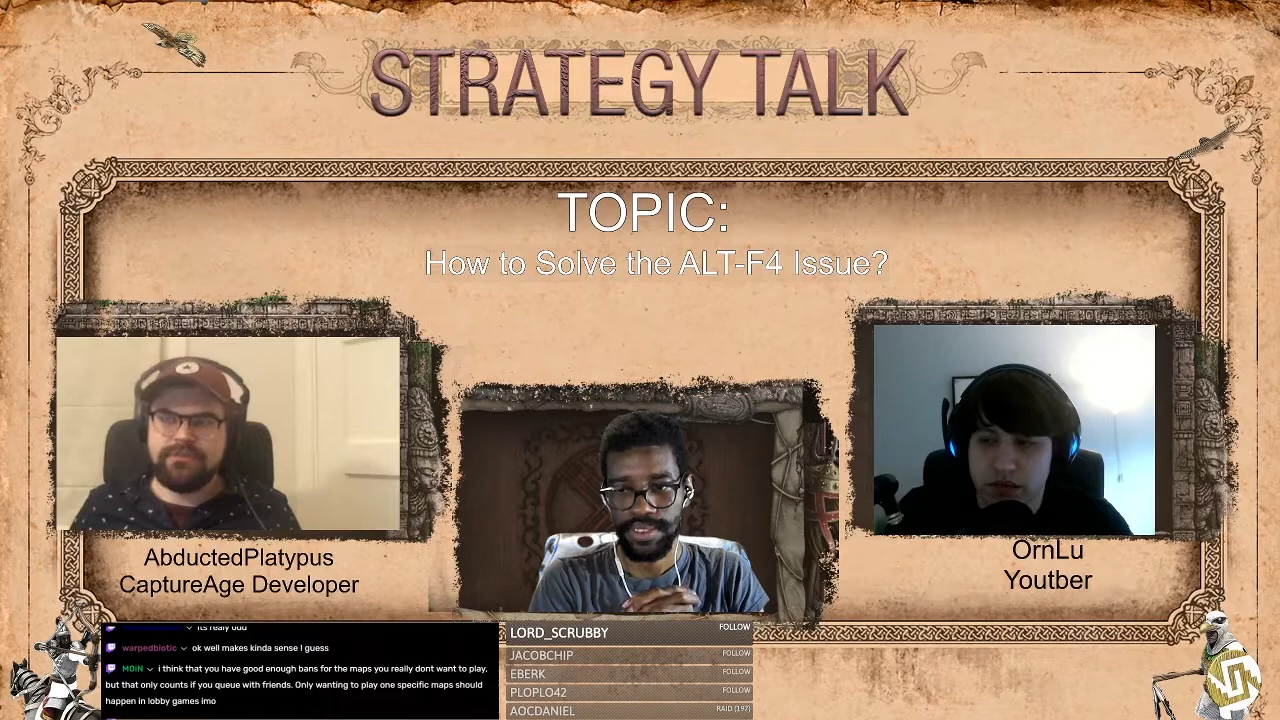 STRATEGY TALK
TOPIC:
How to Solve the ALT-F4 Issue?
AbductedPlatypus
CaptureAge Developer
OrnLu
Youtber
its realy odd
warpedbiotic ok well makes kinda sense I guess
MOiN i think that you have good enough bans for the maps you really dont want to play,
but that only counts if you queue with friends. Only wanting to play one specific maps should
happen in lobby games imo
LORD_SCRUBBY FOLLOW
JACOBCHIP FOLLOW
EBERK FOLLOW
PLOPLO42 FOLLOW
AOCDANIEL RAID (197)